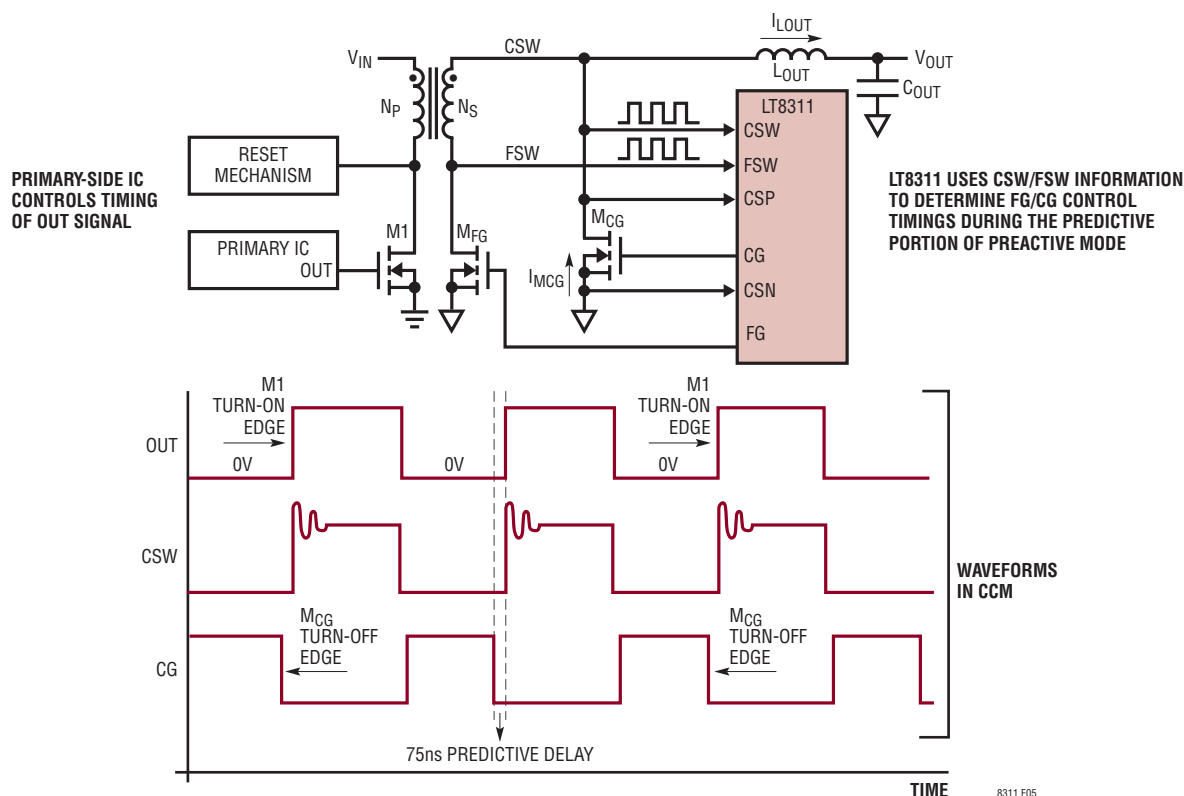 PRIMARY-SIDE IC
CONTROLS TIMING
OF OUT SIGNAL
VIN
NP
NS
CSW
FSW
RESET
MECHANISM
PRIMARY IC
OUT
M1
MFG
MCG
IMCG
ILOUT
LOUT
VOUT
COUT
LT8311
CSW
FSW
CSP
CG
CSN
FG
LT8311 USES CSW/FSW INFORMATION
TO DETERMINE FG/CG CONTROL
TIMINGS DURING THE PREDICTIVE
PORTION OF PREACTIVE MODE
M1
TURN-ON
EDGE
M1
TURN-ON
EDGE
OUT
0V
0V
0V
CSW
WAVEFORMS
IN CCM
MCG
TURN-OFF
EDGE
MCG
TURN-OFF
EDGE
CG
75ns PREDICTIVE DELAY
TIME
8311 F05